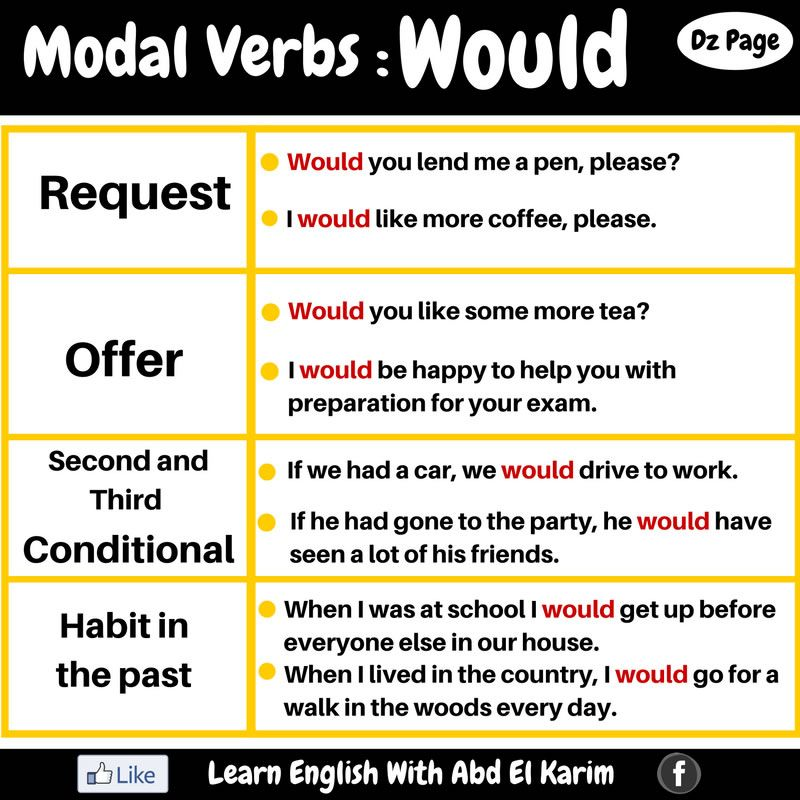 Modal Verbs : Would
Dz Page
Request
Would you lend me a pen, please?
I would like more coffee, please.
Offer
Would you like some more tea?
I would be happy to help you with
preparation for your exam.
Second and
Third
Conditional
If we had a car, we would drive to work.
If he had gone to the party, he would have
seen a lot of his friends.
Habit in
the past
When I was at school I would get up before
everyone else in our house.
When I lived in the country, I would go for a
walk in the woods every day.
Like
Learn English With Abd El Karim
f